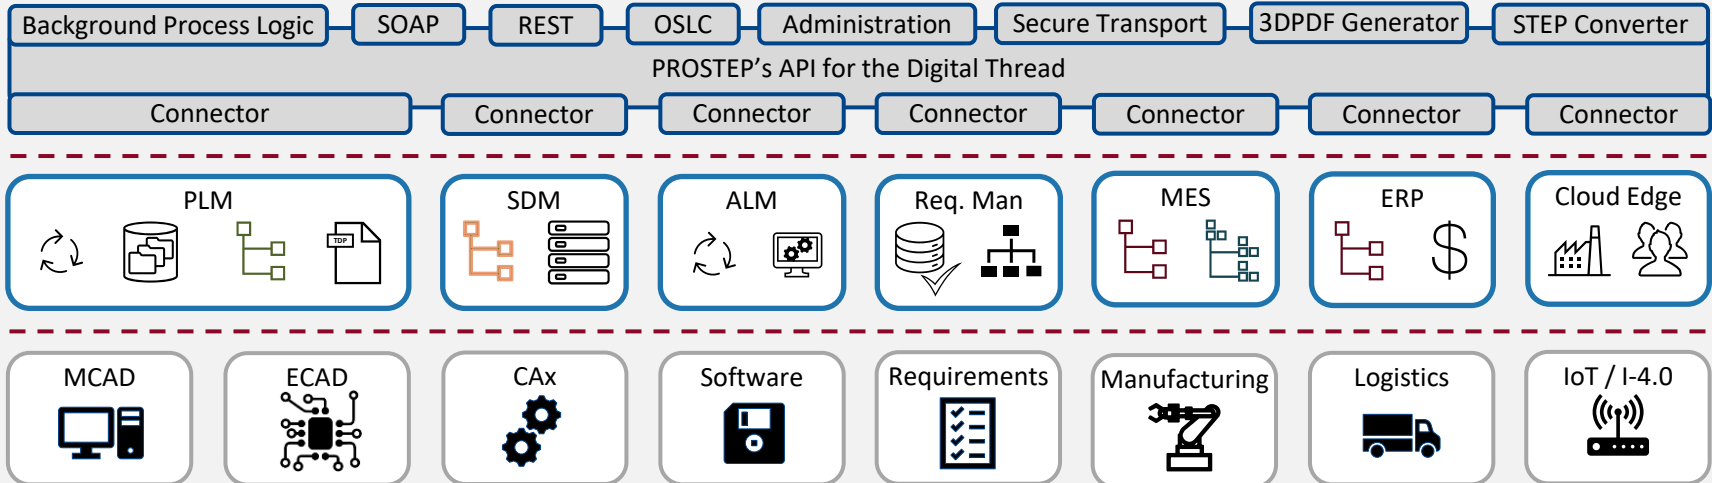 Background Process Logic SOAP REST OSLC Administration Secure Transport 3DPDF Generator STEP Converter
PROSTEP's API for the Digital Thread
Connector Connector Connector Connector Connector Connector Connector
PLM SDM ALM Req. Man MES ERP Cloud Edge
TDP
MCAD ECAD CAx Software Requirements Manufacturing Logistics IoT / I-4.0